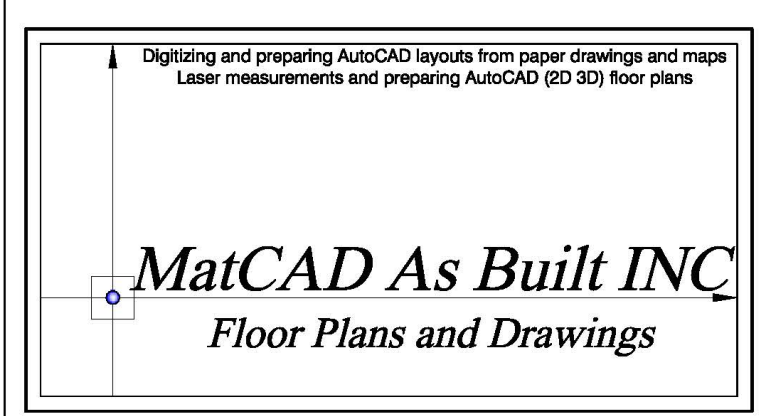 Digitizing and preparing AutoCAD layouts from paper drawings and maps
Laser measurements and preparing AutoCAD (2D 3D) floor plans
MatCAD As Built INC
Floor Plans and Drawings